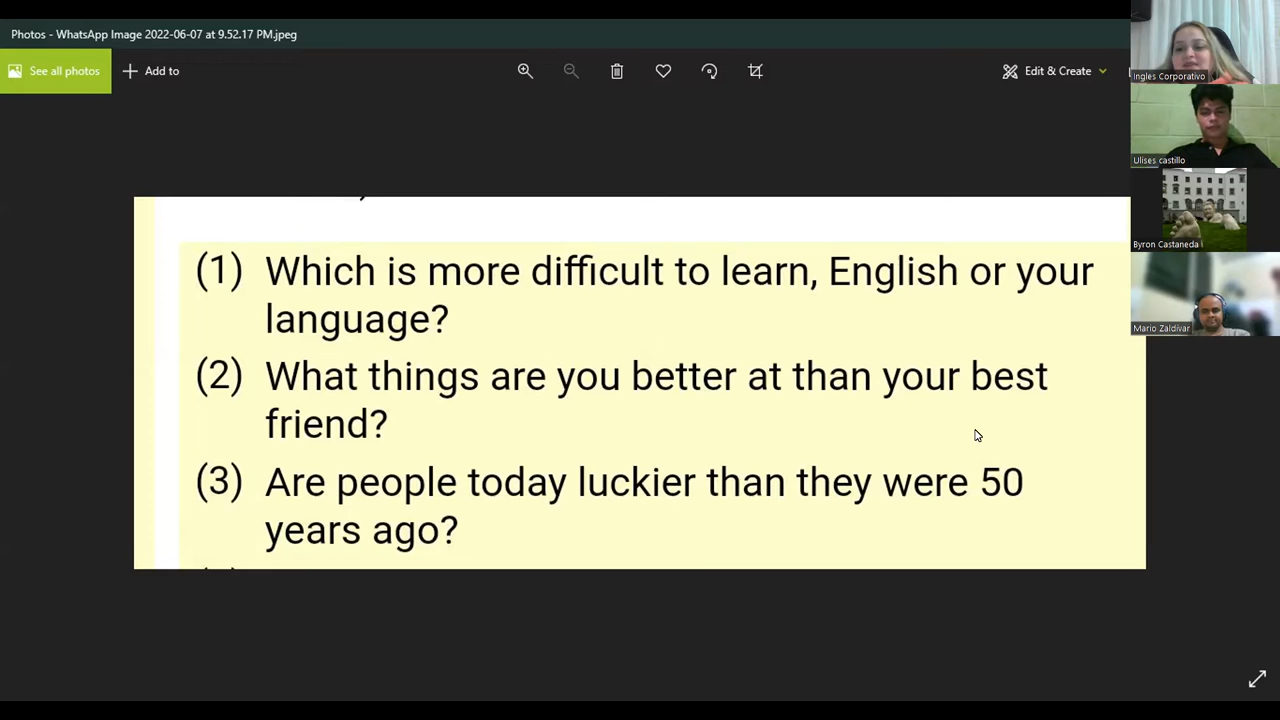 Photos - WhatsApp Image 2022-06-07 at 9.52.17 PM.jpeg
See all photos
Add to
Edit & Create
Ingles Corporativo
Ulises castillo
Byron Castaneda
Mario Zaldívar
(1) Which is more difficult to learn, English or your
language?
(2) What things are you better at than your best
friend?
(3) Are people today luckier than they were 50
years ago?